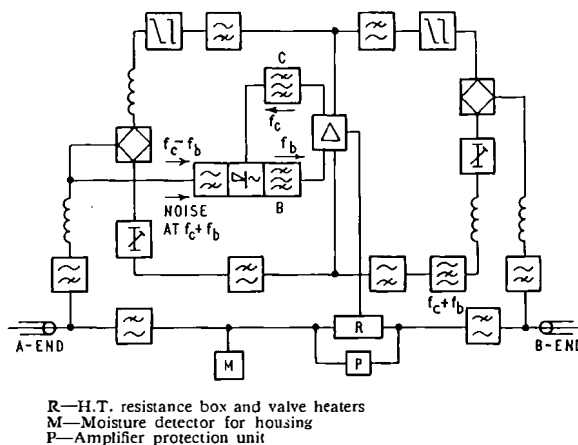 C
f_c
f_c–f_b
f_b
NOISE
AT f_c+f_b
B
f_c+f_b
A-END
R
B-END
M
P
R—H.T. resistance box and valve heaters
M—Moisture detector for housing
P—Amplifier protection unit